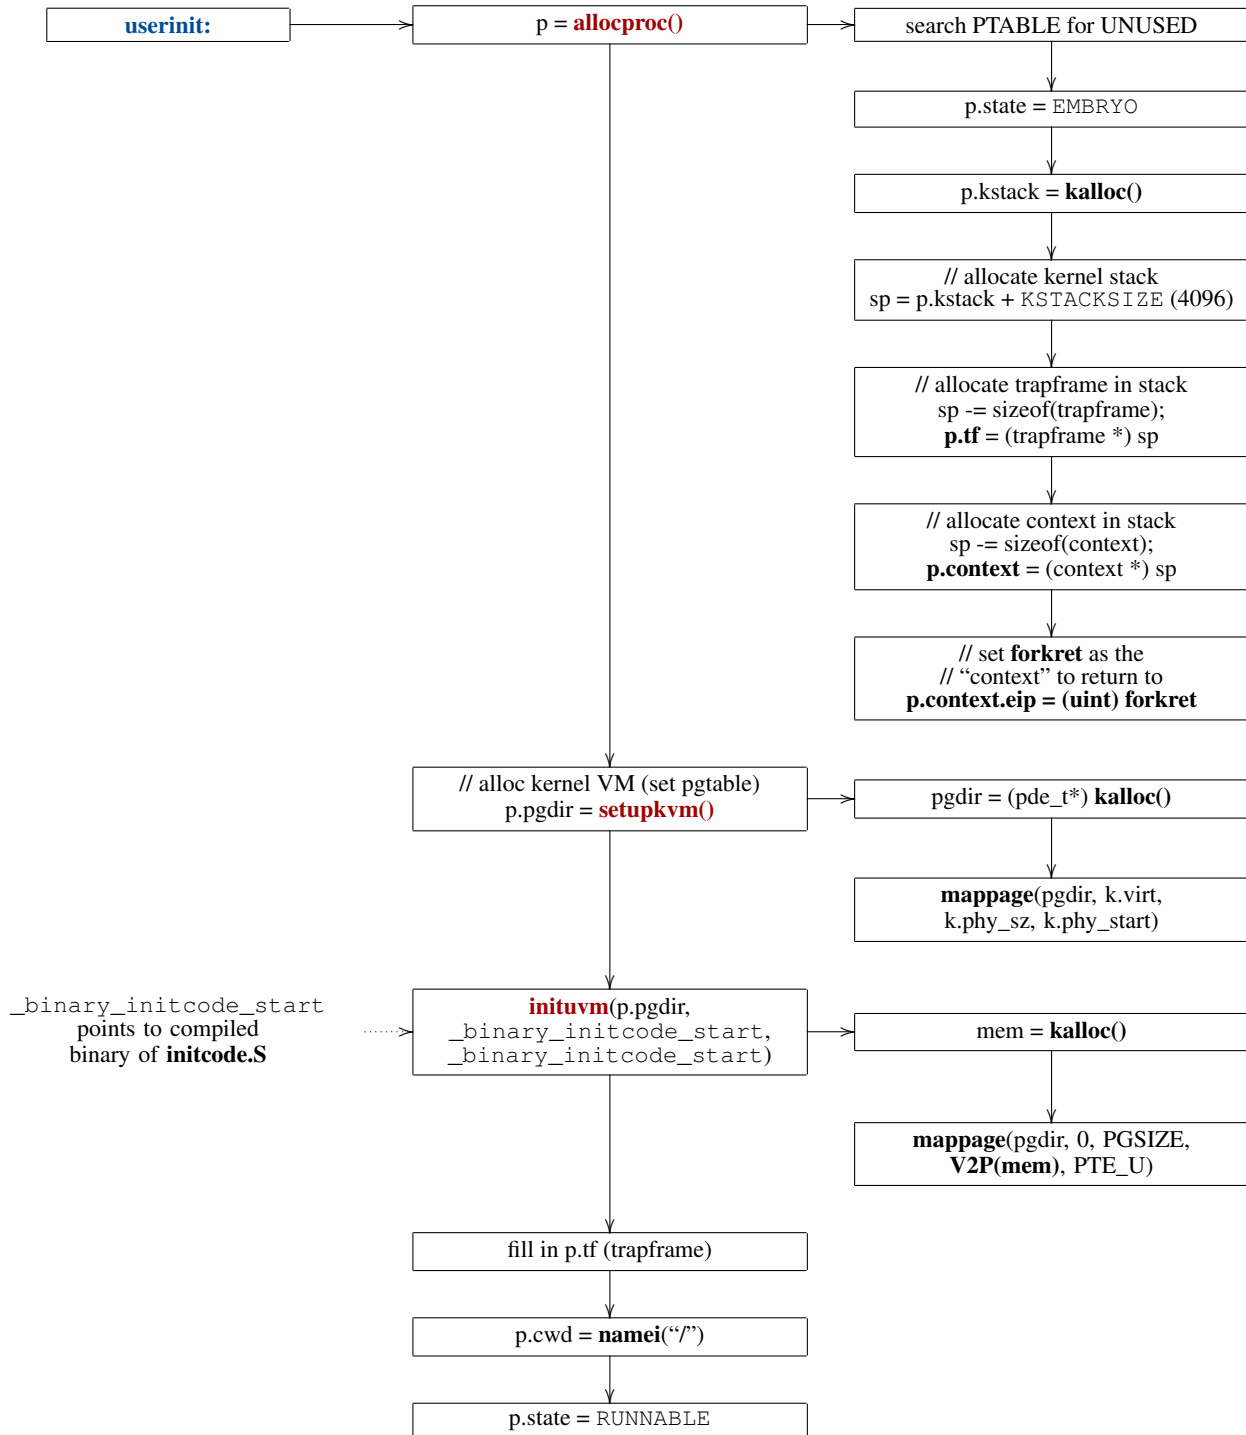 userinit:
p = allocproc()
search PTABLE for UNUSED
p.state = EMBRYO
p.kstack = kalloc()
// allocate kernel stack
sp = p.kstack + KSTACKSIZE (4096)
// allocate trapframe in stack
sp -= sizeof(trapframe);
p.tf = (trapframe *) sp
// allocate context in stack
sp -= sizeof(context);
p.context = (context *) sp
// set forkret as the
// “context” to return to
p.context.eip = (uint) forkret
// alloc kernel VM (set pgtable)
p.pgdir = setupkvm()
pgdir = (pde_t*) kalloc()
mappage(pgdir, k.virt,
k.phy_sz, k.phy_start)
_binary_initcode_start
points to compiled
binary of initcode.S
inituvm(p.pgdir,
_binary_initcode_start,
_binary_initcode_start)
mem = kalloc()
mappage(pgdir, 0, PGSIZE,
V2P(mem), PTE_U)
fill in p.tf (trapframe)
p.cwd = namei(“/”)
p.state = RUNNABLE